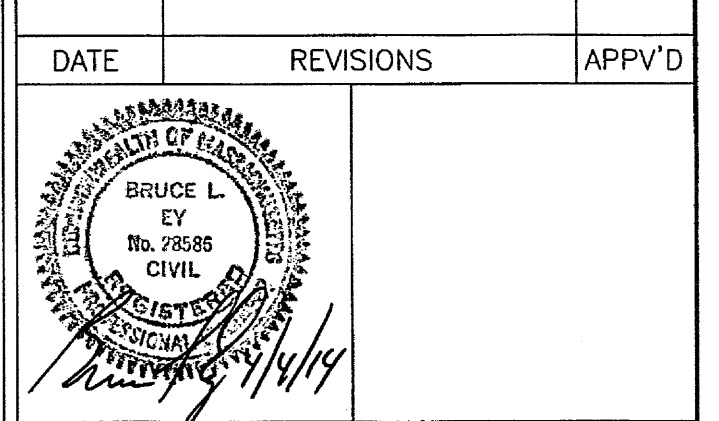 DATE REVISIONS APPV'D
COMMONWEALTH OF MASSACHUSETTS
BRUCE L.
EY
No. 28585
CIVIL
REGISTERED
PROFESSIONAL
4/4/14